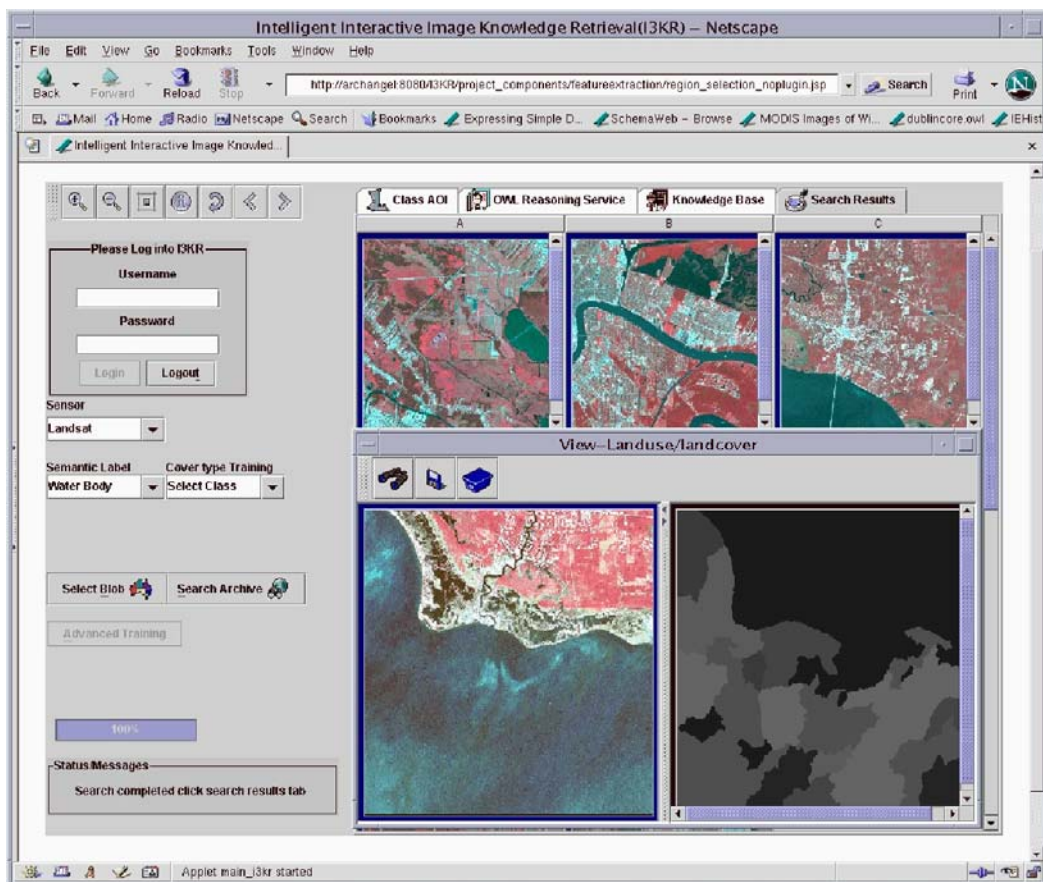 Intelligent Interactive Image Knowledge Retrieval(I3KR) – Netscape
File Edit View Go Bookmarks Tools Window Help
Back Forward Reload Stop http://archangel:8080/I3KR/project_components/featureextraction/region_selection_noplugin.jsp Search Print
Mail Home Radio Netscape Search Bookmarks Expressing Simple D... SchemaWeb – Browse MODIS Images of Wi... dublincore.owl IEHist
Intelligent Interactive Image Knowled...
Class AOI OWL Reasoning Service Knowledge Base Search Results
A B C
Please Log into I3KR
Username
Password
Login Logout
Sensor
Landsat
Semantic Label Cover type Training
Water Body Select Class
View–Landuse/landcover
Select Blob Search Archive
Advanced Training
100%
Status/Messages
Search completed click search results tab
Applet main_i3kr started